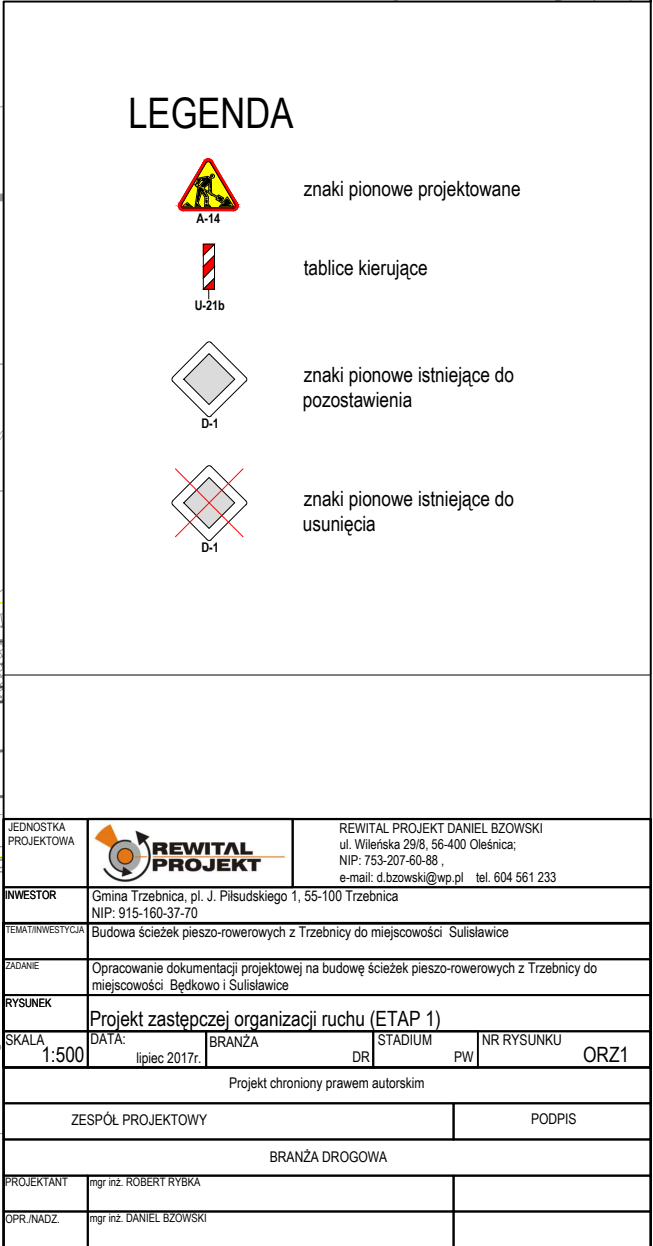 LEGENDA
A-14
znaki pionowe projektowane
U-21b
tablice kierujące
D-1
znaki pionowe istniejące do
pozostawienia
D-1
znaki pionowe istniejące do
usunięcia
JEDNOSTKA
PROJEKTOWA
REWITAL
PROJEKT
REWITAL PROJEKT DANIEL BZOWSKI
ul. Wileńska 29/8, 56-400 Oleśnica;
NIP: 753-207-60-88 ,
e-mail: d.bzowski@wp.pl tel. 604 561 233
INWESTOR
Gmina Trzebnica, pl. J. Piłsudskiego 1, 55-100 Trzebnica
NIP: 915-160-37-70
TEMAT/INWESTYCJA
Budowa ścieżek pieszo-rowerowych z Trzebnicy do miejscowości Sulisławice
ZADANIE
Opracowanie dokumentacji projektowej na budowę ścieżek pieszo-rowerowych z Trzebnicy do
miejscowości Będkowo i Sulisławice
RYSUNEK
Projekt zastępczej organizacji ruchu (ETAP 1)
SKALA
1:500
DATA:
lipiec 2017r.
BRANŻA
DR
STADIUM
PW
NR RYSUNKU
ORZ1
Projekt chroniony prawem autorskim
ZESPÓŁ PROJEKTOWY
PODPIS
BRANŻA DROGOWA
PROJEKTANT
mgr inż. ROBERT RYBKA
OPR./NADZ.
mgr inż. DANIEL BZOWSKI